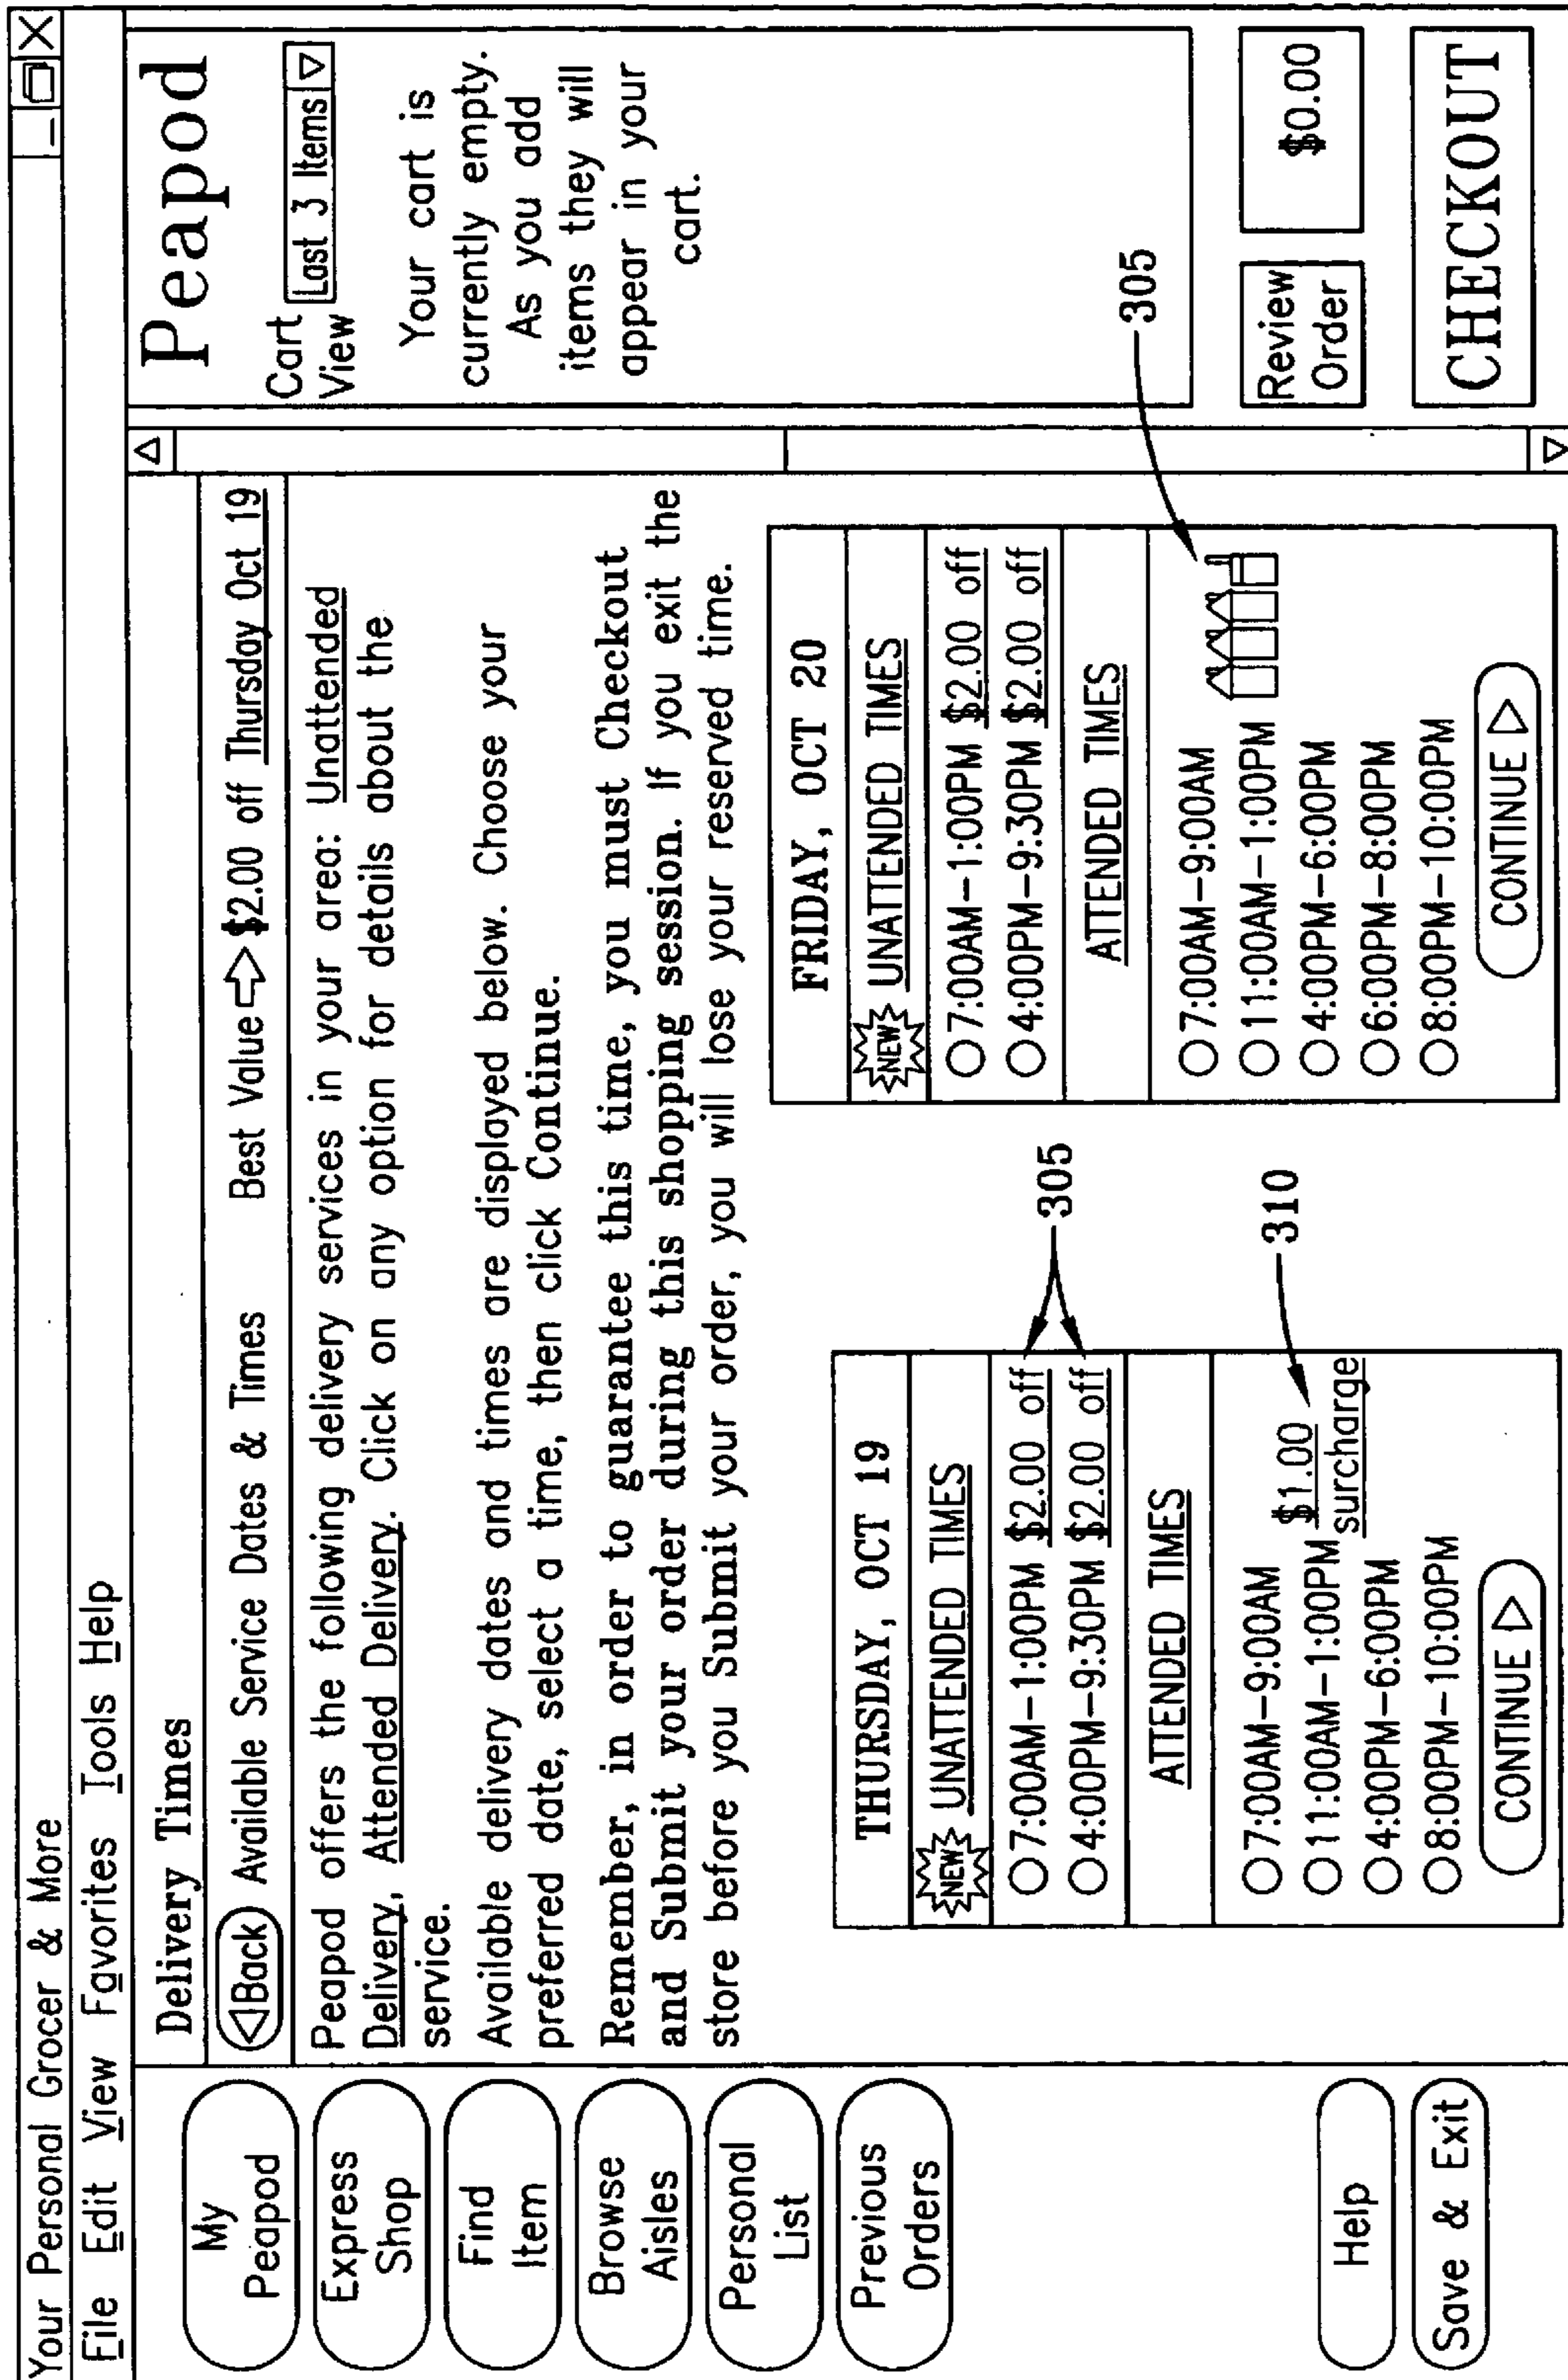 Your Personal Grocer & More
File Edit View Favorites Tools Help
My
Peapod
Express
Shop
Find
Item
Browse
Aisles
Personal
List
Previous
Orders
Help
Save & Exit
Delivery Times
Back Available Service Dates & Times Best Value $2.00 off Thursday Oct 19
Peapod offers the following delivery services in your area: Unattended
Delivery, Attended Delivery. Click on any option for details about the
service.
Available delivery dates and times are displayed below. Choose your
preferred date, select a time, then click Continue.
Remember, in order to guarantee this time, you must Checkout
and Submit your order during this shopping session. If you exit the
store before you Submit your order, you will lose your reserved time.
THURSDAY, OCT 19
NEW UNATTENDED TIMES
7:00AM-1:00PM $2.00 off
4:00PM-9:30PM $2.00 off
305
ATTENDED TIMES
7:00AM-9:00AM
11:00AM-1:00PM $1.00
surcharge
310
4:00PM-6:00PM
8:00PM-10:00PM
CONTINUE
FRIDAY, OCT 20
NEW UNATTENDED TIMES
7:00AM-1:00PM $2.00 off
4:00PM-9:30PM $2.00 off
ATTENDED TIMES
7:00AM-9:00AM
11:00AM-1:00PM
305
4:00PM-6:00PM
6:00PM-8:00PM
8:00PM-10:00PM
CONTINUE
Peapod
Cart
View
Last 3 Items
Your cart is
currently empty.
As you add
items they will
appear in your
cart.
Review
Order
$0.00
CHECKOUT